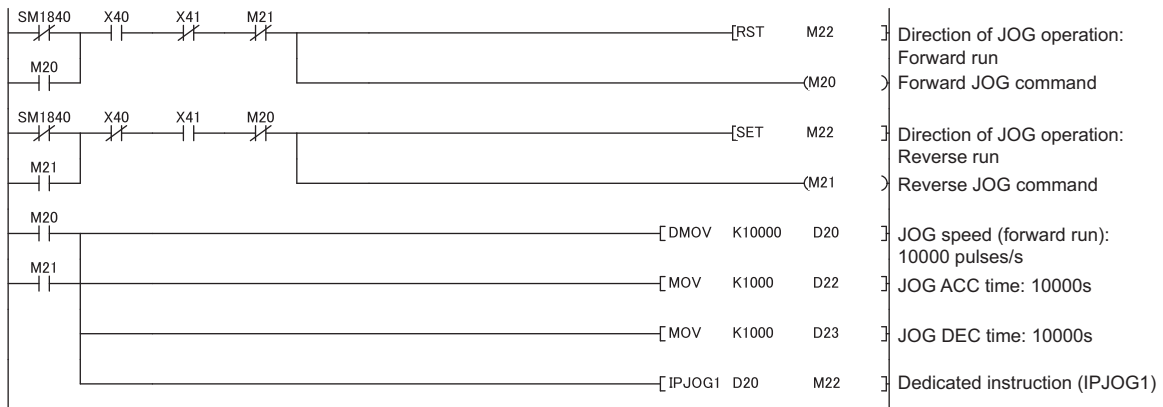 SM1840 X40 X41 M21
[RST M22 ] Direction of JOG operation:
Forward run
M20
(M20 ) Forward JOG command
SM1840 X40 X41 M20
[SET M22 ] Direction of JOG operation:
Reverse run
M21
(M21 ) Reverse JOG command
M20
[DMOV K10000 D20 ] JOG speed (forward run):
10000 pulses/s
M21
[MOV K1000 D22 ] JOG ACC time: 10000s
[MOV K1000 D23 ] JOG DEC time: 10000s
[IPJOG1 D20 M22 ] Dedicated instruction (IPJOG1)